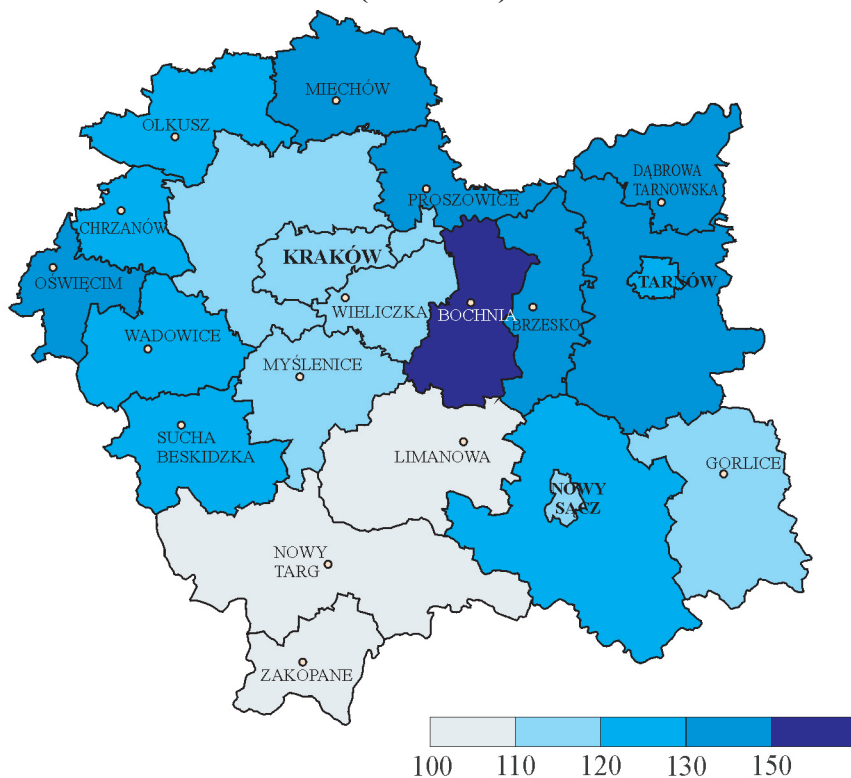 MIECHÓW
OLKUSZ
DĄBROWA
TARNOWSKA
PROSZOWICE
CHRZANÓW
KRAKÓW
OŚWIĘCIM
TARNÓW
WIELICZKA
BOCHNIA
BRZESKO
WADOWICE
MYŚLENICE
SUCHA
BESKIDZKA
LIMANOWA
GORLICE
NOWY
SĄCZ
NOWY
TARG
ZAKOPANE
100 110 120 130 150